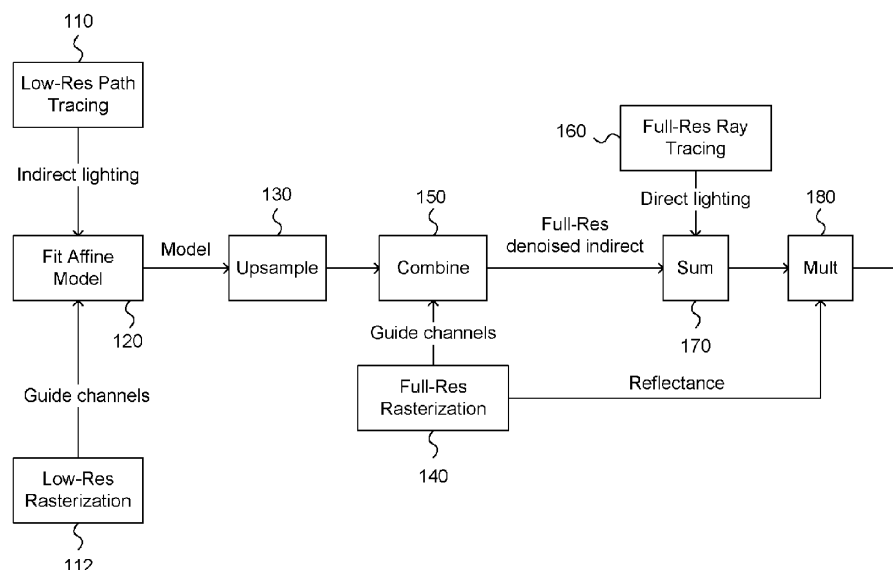 110
Low-Res Path
Tracing
Indirect lighting
Fit Affine
Model
120
Guide channels
Low-Res
Rasterization
112
Model
130
Upsample
150
Combine
Guide channels
Full-Res
Rasterization
140
Full-Res
denoised indirect
160
Full-Res Ray
Tracing
Direct lighting
Sum
170
Reflectance
180
Mult